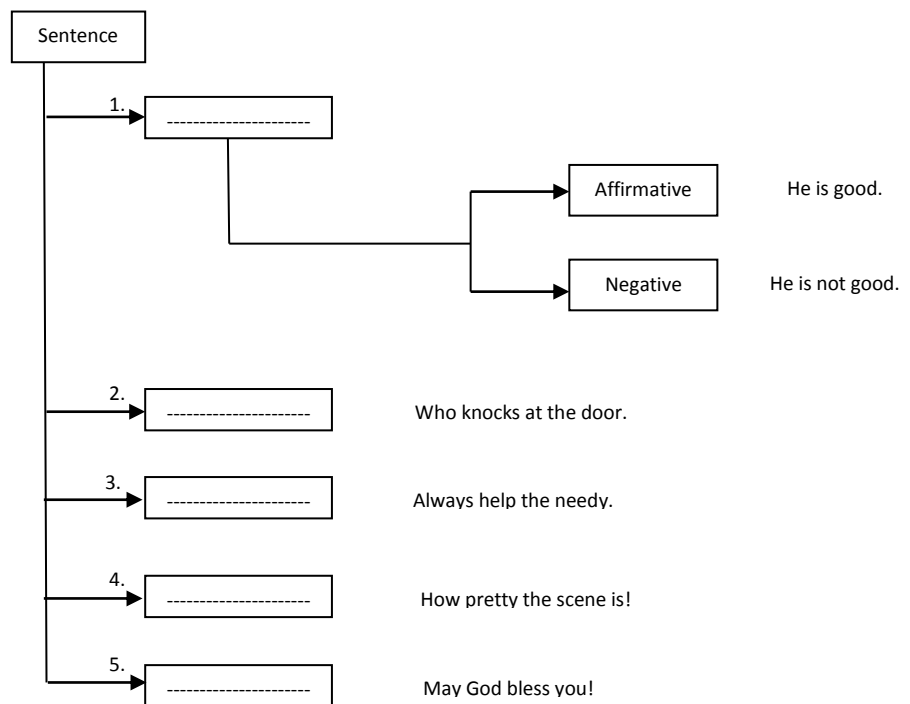 Sentence
1.
----------------------
Affirmative
He is good.
Negative
He is not good.
2.
----------------------
Who knocks at the door.
3.
----------------------
Always help the needy.
4.
----------------------
How pretty the scene is!
5.
----------------------
May God bless you!